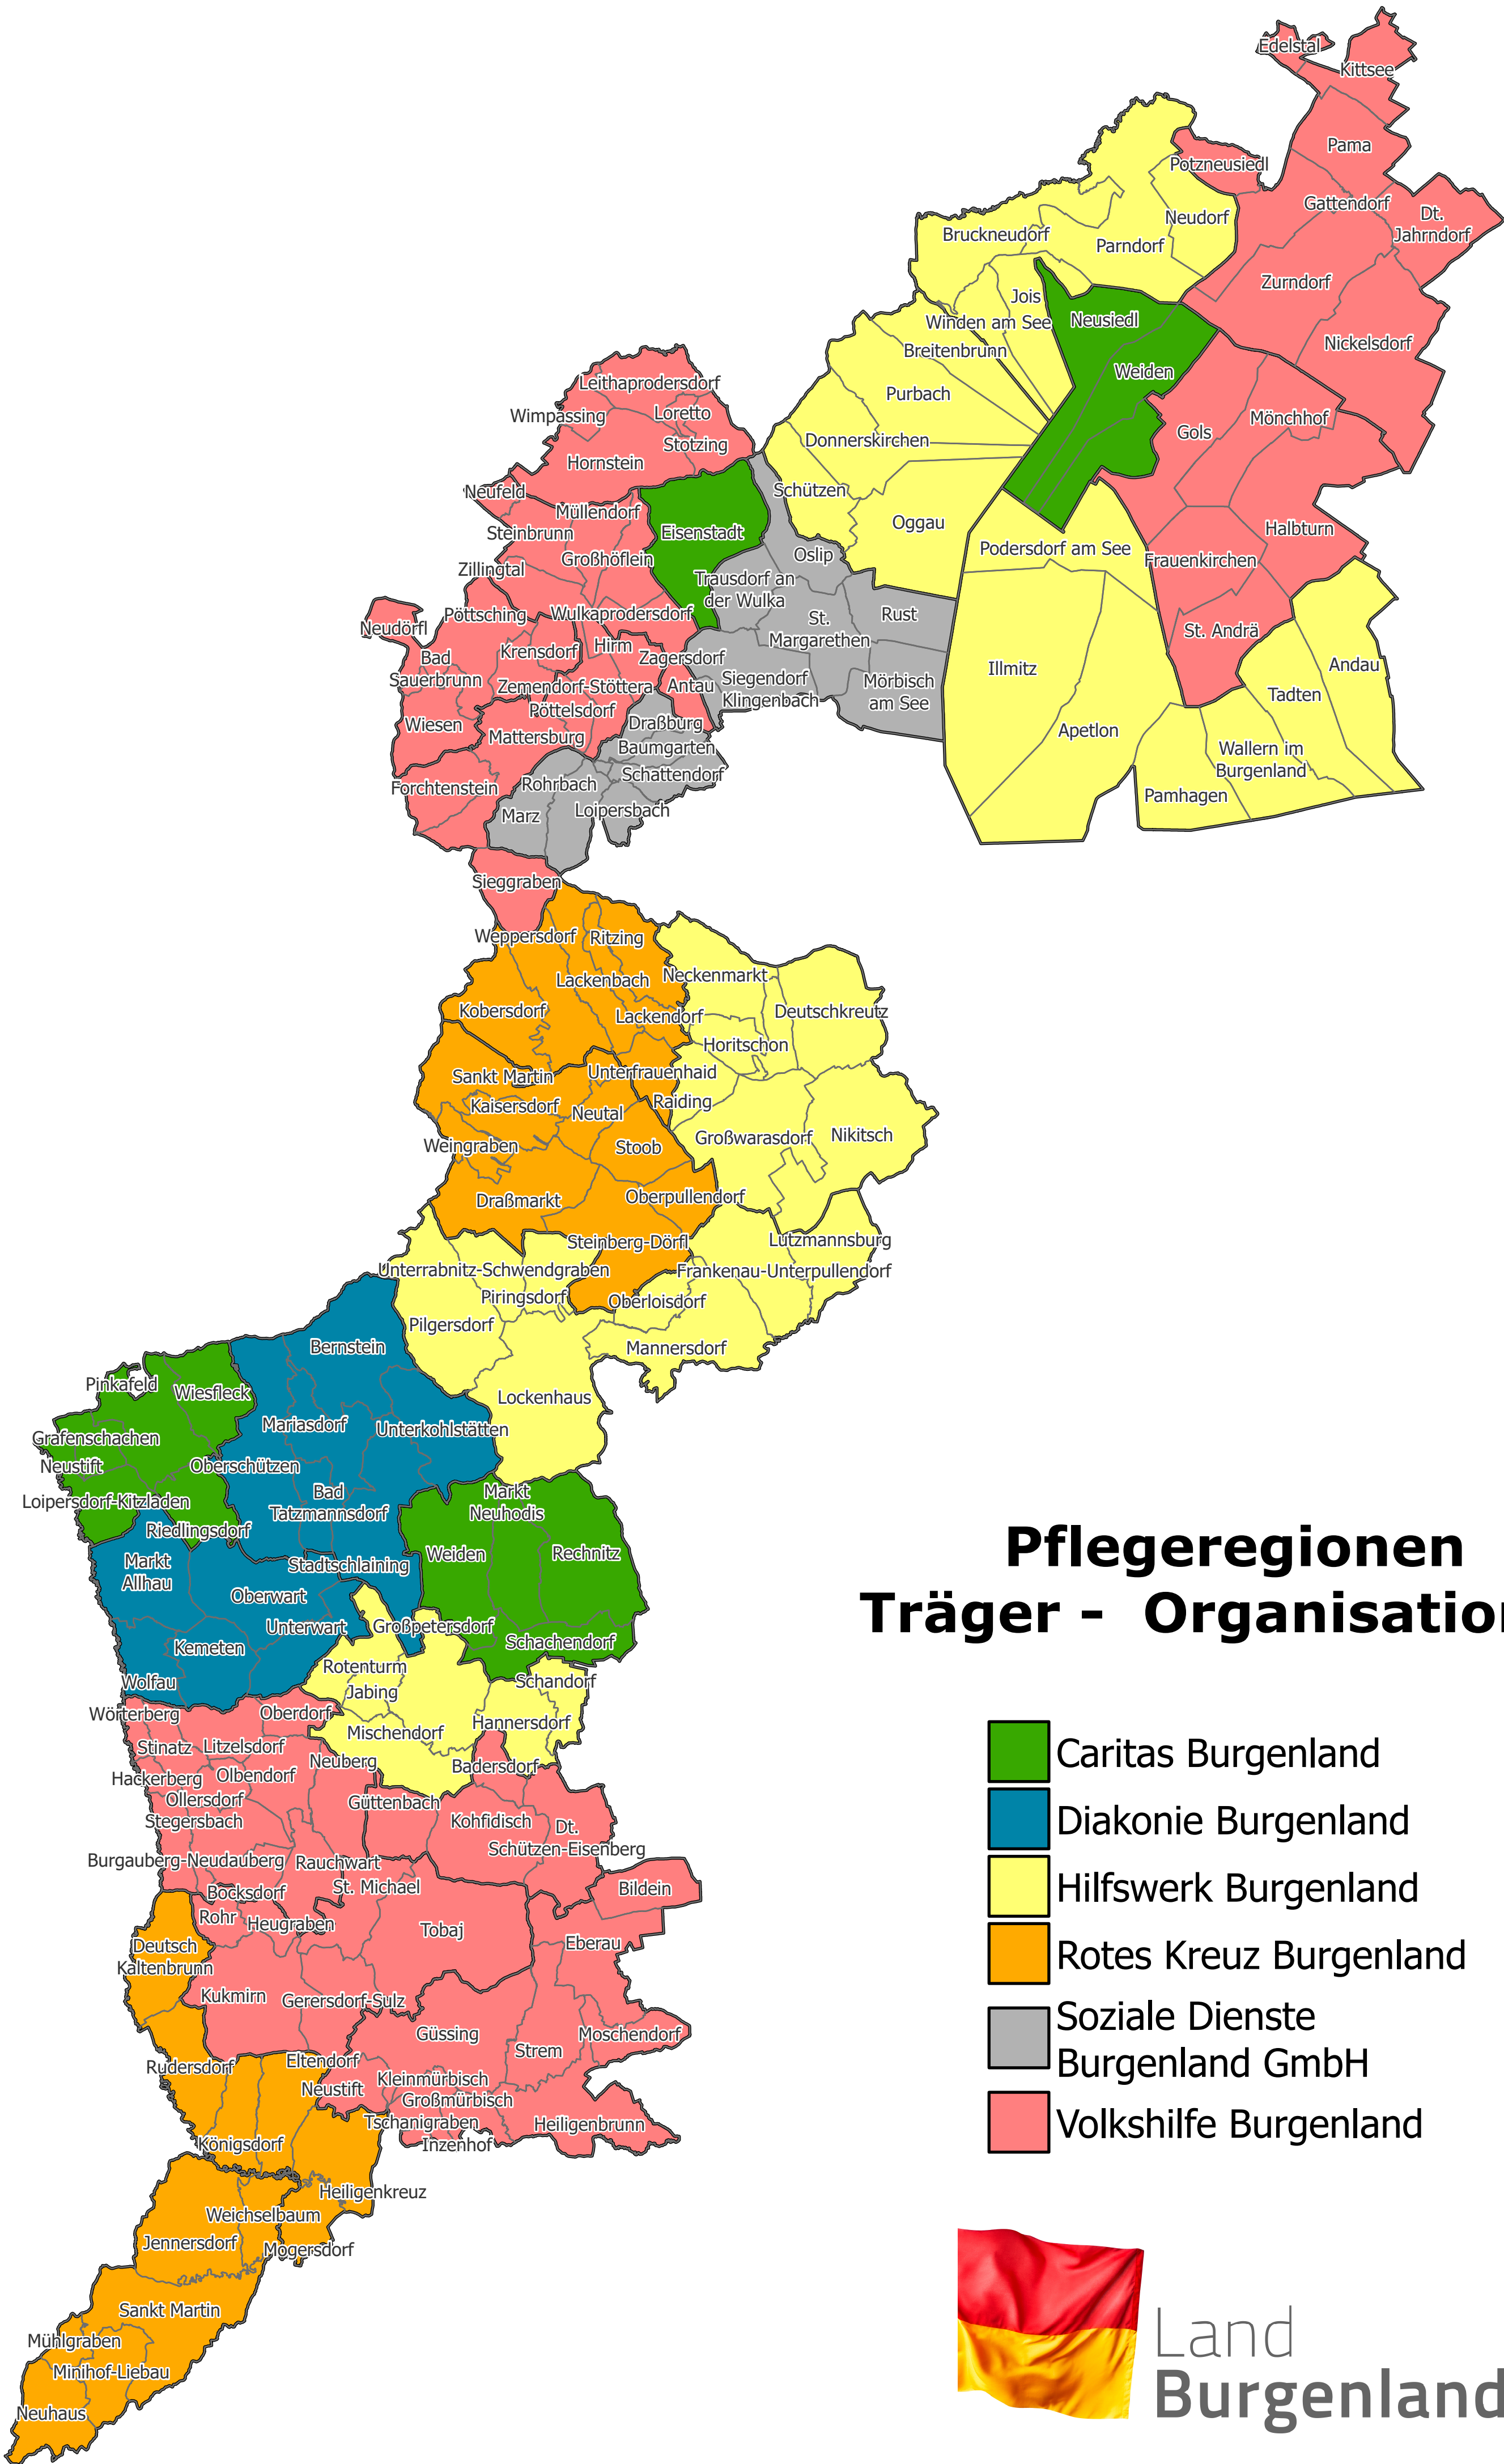 Edelstal
Kittsee
Pama
Potzneusiedl
Gattendorf
Dt.
Jahrndorf
Neudorf
Bruckneudorf
Parndorf
Zurndorf
Jois
Neusiedl
Winden am See
Nickelsdorf
Breitenbrunn
Weiden
Leithaprodersdorf
Purbach
Wimpassing
Loretto
Mönchhof
Gols
Stotzing
Donnerskirchen
Hornstein
Neufeld
Schützen
Müllendorf
Oggau
Steinbrunn
Eisenstadt
Halbturn
Podersdorf am See
Oslip
Großhöflein
Frauenkirchen
Zillingtal
Trausdorf an
der Wulka
Pöttsching
Wulkaprodersdorf
Rust
St.
Margarethen
Neudörfl
St. Andrä
Hirm
Krensdorf
Bad
Sauerbrunn
Zagersdorf
Andau
Illmitz
Siegendorf
Klingenbach
Mörbisch
am See
Zemendorf-Stöttera
Antau
Tadten
Pöttelsdorf
Wiesen
Draßburg
Apetlon
Mattersburg
Baumgarten
Wallern im
Burgenland
Schattendorf
Rohrbach
Forchtenstein
Pamhagen
Loipersbach
Marz
Sieggraben
Weppersdorf
Ritzing
Neckenmarkt
Lackenbach
Kobersdorf
Deutschkreutz
Lackendorf
Horitschon
Unterfrauenhaid
Sankt Martin
Raiding
Kaisersdorf
Neutal
Nikitsch
Großwarasdorf
Weingraben
Stoob
Oberpullendorf
Draßmarkt
Lutzmannsburg
Steinberg-Dörfl
Unterrabnitz-Schwendgraben
Frankenau-Unterpullendorf
Piringsdorf
Oberloisdorf
Pilgersdorf
Bernstein
Mannersdorf
Pinkafeld
Wiesfleck
Lockenhaus
Mariasdorf
Unterkohlstätten
Grafenschachen
Neustift
Oberschützen
Bad
Tatzmannsdorf
Markt
Neuhodis
Loipersdorf-Kitzladen
Riedlingsdorf
Weiden
Rechnitz
Markt
Allhau
Stadtschlaining
Oberwart
Unterwart
Großpetersdorf
Schachendorf
Kemeten
Rotenturm
Wolfau
Schandorf
Jabing
Wörterberg
Oberdorf
Hannersdorf
Mischendorf
Stinatz
Litzelsdorf
Neuberg
Badersdorf
Hackerberg
Olbendorf
Ollersdorf
Güttenbach
Stegersbach
Kohfidisch
Dt.
Schützen-Eisenberg
Burgauberg-Neudauberg
Rauchwart
St. Michael
Bildein
Bocksdorf
Rohr
Heugraben
Tobaj
Eberau
Deutsch
Kaltenbrunn
Kukmirn
Gerersdorf-Sulz
Güssing
Moschendorf
Strem
Eltendorf
Rudersdorf
Kleinmürbisch
Neustift
Großmürbisch
Tschanigraben
Heiligenbrunn
Inzenhof
Königsdorf
Heiligenkreuz
Weichselbaum
Jennersdorf
Mogersdorf
Sankt Martin
Mühlgraben
Minihof-Liebau
Neuhaus
Pflegeregionen
Träger - Organisation
Caritas Burgenland
Diakonie Burgenland
Hilfswerk Burgenland
Rotes Kreuz Burgenland
Soziale Dienste
Burgenland GmbH
Volkshilfe Burgenland
Land
Burgenland